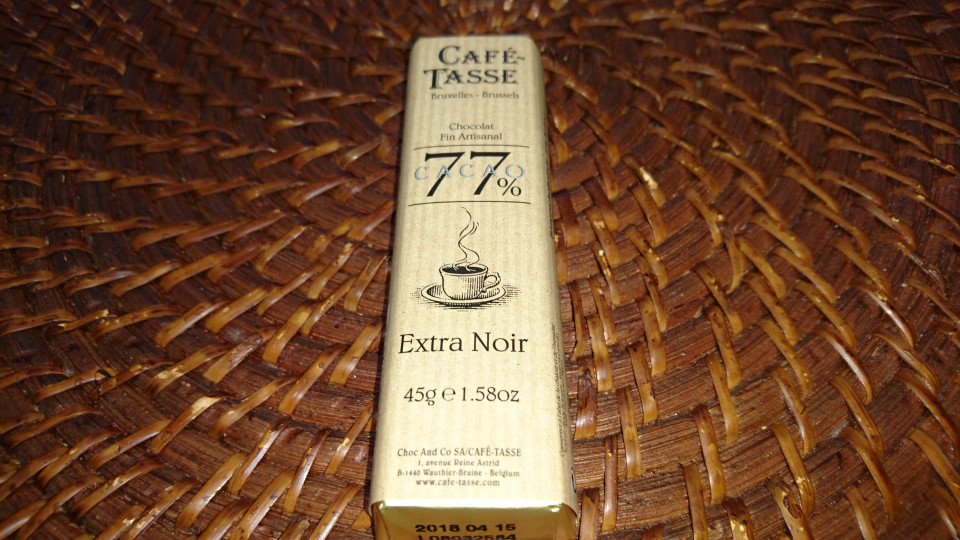 CAFÉ-
TASSE
Bruxelles - Brussels
Chocolat
Fin Artisanal
77%
CACAO
Extra Noir
45g e 1.58oz
Choc And Co SA/CAFÉ-TASSE
1, avenue Reine Astrid
B-1440 Wauthier-Braine - Belgium
www.cafe-tasse.com
2018 04 15